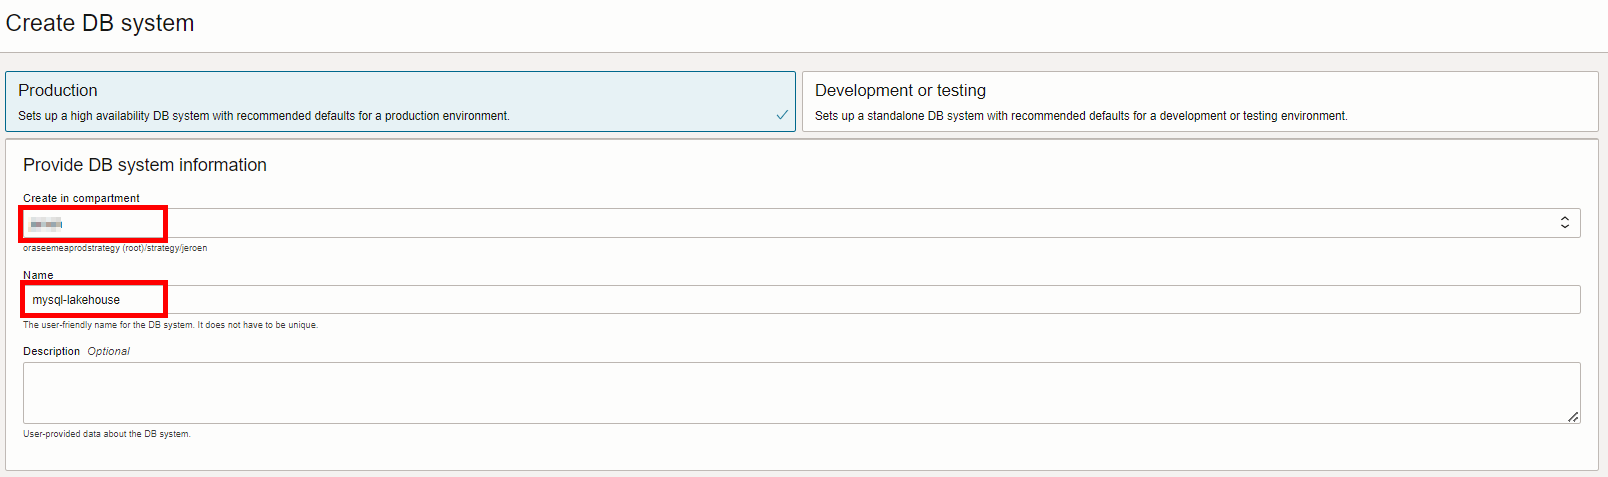 Create DB system
Production
Sets up a high availability DB system with recommended defaults for a production environment.
Development or testing
Sets up a standalone DB system with recommended defaults for a development or testing environment.
Provide DB system information
Create in compartment
oraseemeaprodstrategy (root)/strategy/jeroen
Name
mysql-lakehouse
The user-friendly name for the DB system. It does not have to be unique.
Description Optional
User-provided data about the DB system.